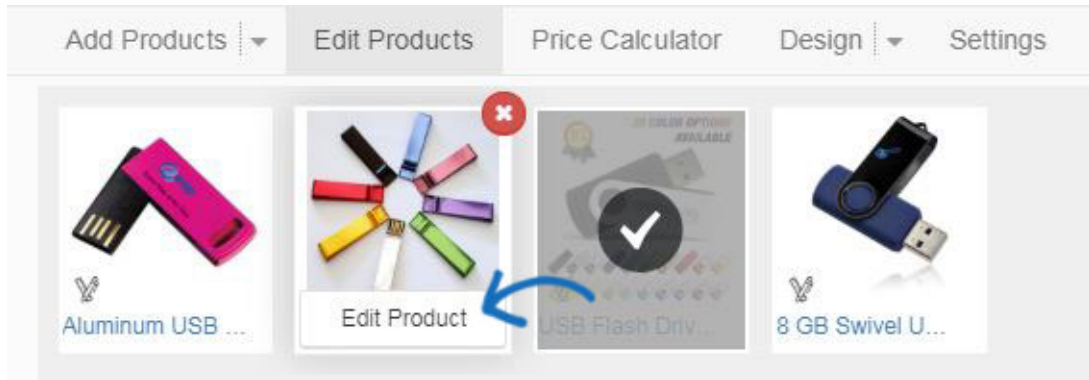 Add Products
Edit Products
Price Calculator
Design
Settings
20 COLOR OPTIONS
AVAILABLE
Edit Product
Aluminum USB ...
USB Flash Driv...
8 GB Swivel U...